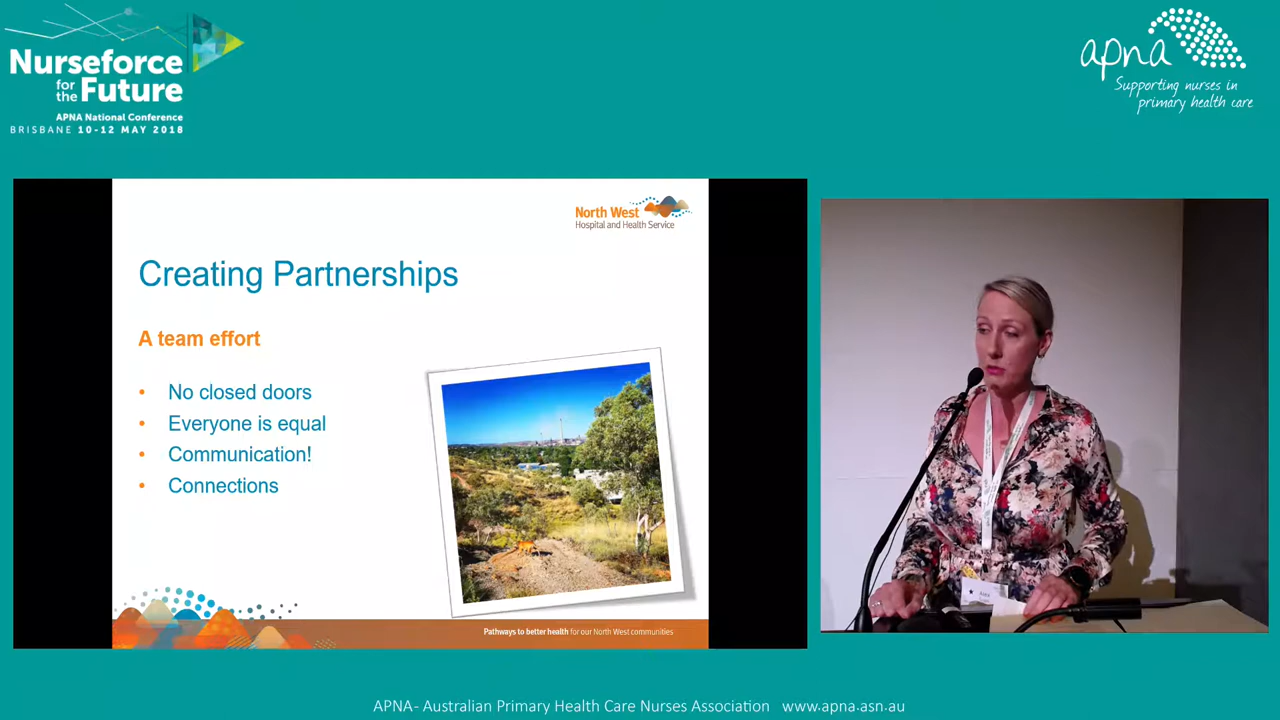 Nurseforce
for the Future
APNA National Conference
BRISBANE 10-12 MAY 2018
apna
Supporting nurses in
primary health care
North West
Hospital and Health Service
Creating Partnerships
A team effort
• No closed doors
• Everyone is equal
• Communication!
• Connections
Pathways to better health for our North West communities
APNA- Australian Primary Health Care Nurses Association www.apna.asn.au